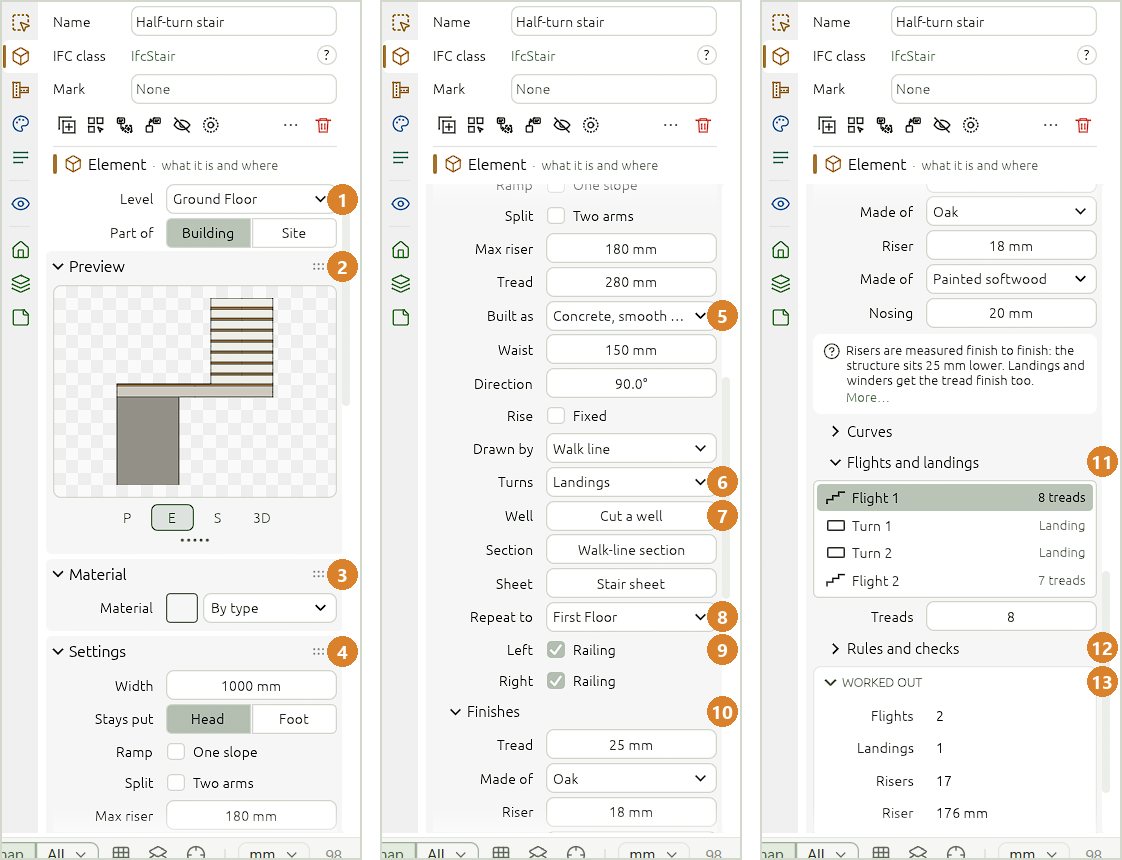 Name Half-turn stair
IFC class IfcStair ?
Mark None
Element · what it is and where
Level Ground Floor 1
Part of Building Site
Preview 2
P E S 3D
Material 3
Material By type
Settings 4
Width 1000 mm
Stays put Head Foot
Ramp One slope
Split Two arms
Max riser 180 mm
All mm 98
Name Half-turn stair
IFC class IfcStair ?
Mark None
Element · what it is and where
Ramp One slope
Split Two arms
Max riser 180 mm
Tread 280 mm
Built as Concrete, smooth ... 5
Waist 150 mm
Direction 90.0°
Rise Fixed
Drawn by Walk line
Turns Landings 6
Well Cut a well 7
Section Walk-line section
Sheet Stair sheet
Repeat to First Floor 8
Left Railing 9
Right Railing
Finishes 10
Tread 25 mm
Made of Oak
Riser 18 mm
All mm 98
Name Half-turn stair
IFC class IfcStair ?
Mark None
Element · what it is and where
Made of Oak
Riser 18 mm
Made of Painted softwood
Nosing 20 mm
Risers are measured finish to finish: the
structure sits 25 mm lower. Landings and
winders get the tread finish too.
More...
Curves
Flights and landings 11
Flight 1 8 treads
Turn 1 Landing
Turn 2 Landing
Flight 2 7 treads
Treads 8
Rules and checks 12
WORKED OUT 13
Flights 2
Landings 1
Risers 17
Riser 176 mm
All mm 98